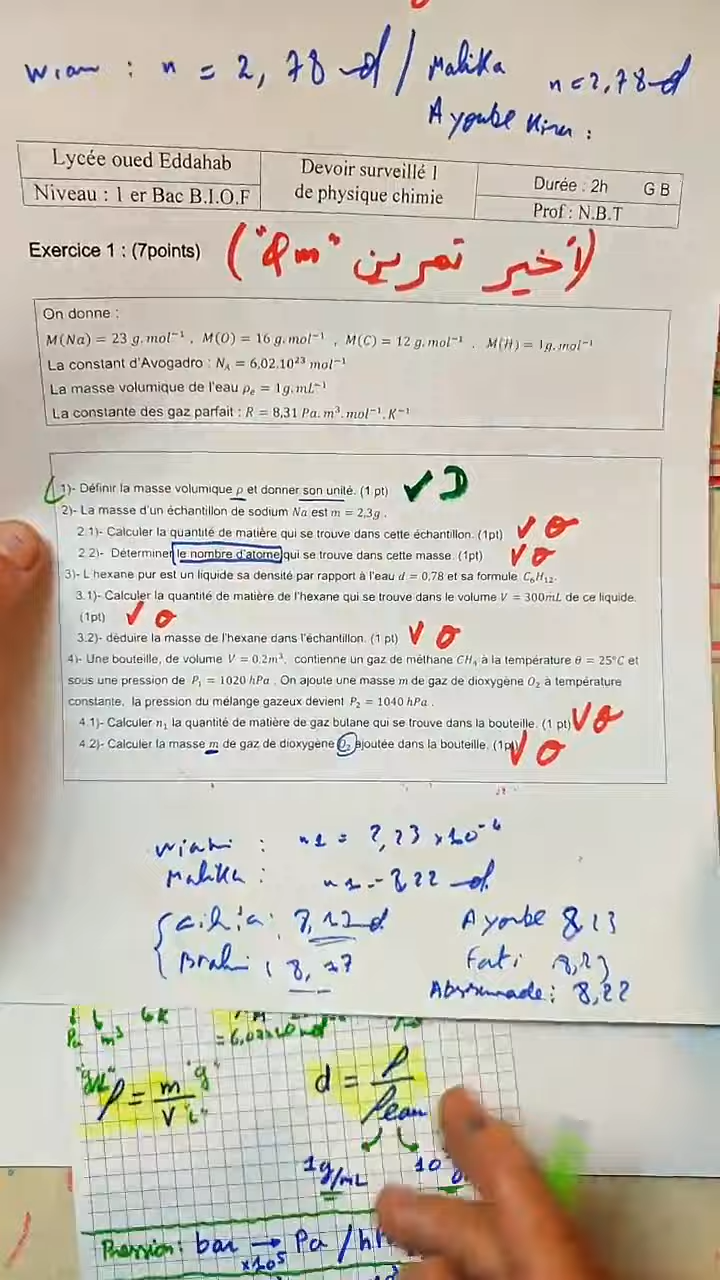 Wiam : n = 2,78 mol / Malika n = 2,78 mol
Ayoube
Lycée oued Eddahab
Niveau : 1 er Bac B.I.O.F
Devoir surveillé 1
de physique chimie
Durée : 2h G B
Prof : N.B.T
Exercice 1 : (7points) (أخير تمرين "Qm")
On donne :
M(Na) = 23 g.mol⁻¹ , M(O) = 16 g.mol⁻¹ , M(C) = 12 g.mol⁻¹ . M(H) = 1g.mol⁻¹
La constant d'Avogadro : N_A = 6,02.10²³ mol⁻¹
La masse volumique de l'eau ρₑ = 1g.mL⁻¹
La constante des gaz parfait : R = 8,31 Pa.m³.mol⁻¹.K⁻¹
1)- Définir la masse volumique ρ et donner son unité. (1 pt)
2)- La masse d'un échantillon de sodium Na est m = 2,3g .
2.1)- Calculer la quantité de matière qui se trouve dans cette échantillon. (1pt)
2.2)- Déterminer le nombre d'atome qui se trouve dans cette masse. (1pt)
3)- L'hexane pur est un liquide sa densité par rapport à l'eau d = 0,78 et sa formule C₆H₁₂.
3.1)- Calculer la quantité de matière de l'hexane qui se trouve dans le volume V = 300mL de ce liquide.
(1pt)
3.2)- déduire la masse de l'hexane dans l'échantillon. (1 pt)
4)- Une bouteille, de volume V = 0.2m³, contienne un gaz de méthane CH₄ à la température θ = 25°C et
sous une pression de P₁ = 1020 hPa . On ajoute une masse m de gaz de dioxygène O₂ à température
constante, la pression du mélange gazeux devient P₂ = 1040 hPa .
4.1)- Calculer n₁ la quantité de matière de gaz butane qui se trouve dans la bouteille. (1 pt)
4.2)- Calculer la masse m de gaz de dioxygène O₂ ajoutée dans la bouteille. (1pt)
Malika : n1 = 8,22 mol
Ayoube 8,23
Brahi : 8,
Fati 8,23
8,22
Pa m³
ρ = m "g" / V "L"
d = ρ / ρeau
1g/mL 10
Pression: bar → Pa
×10⁵